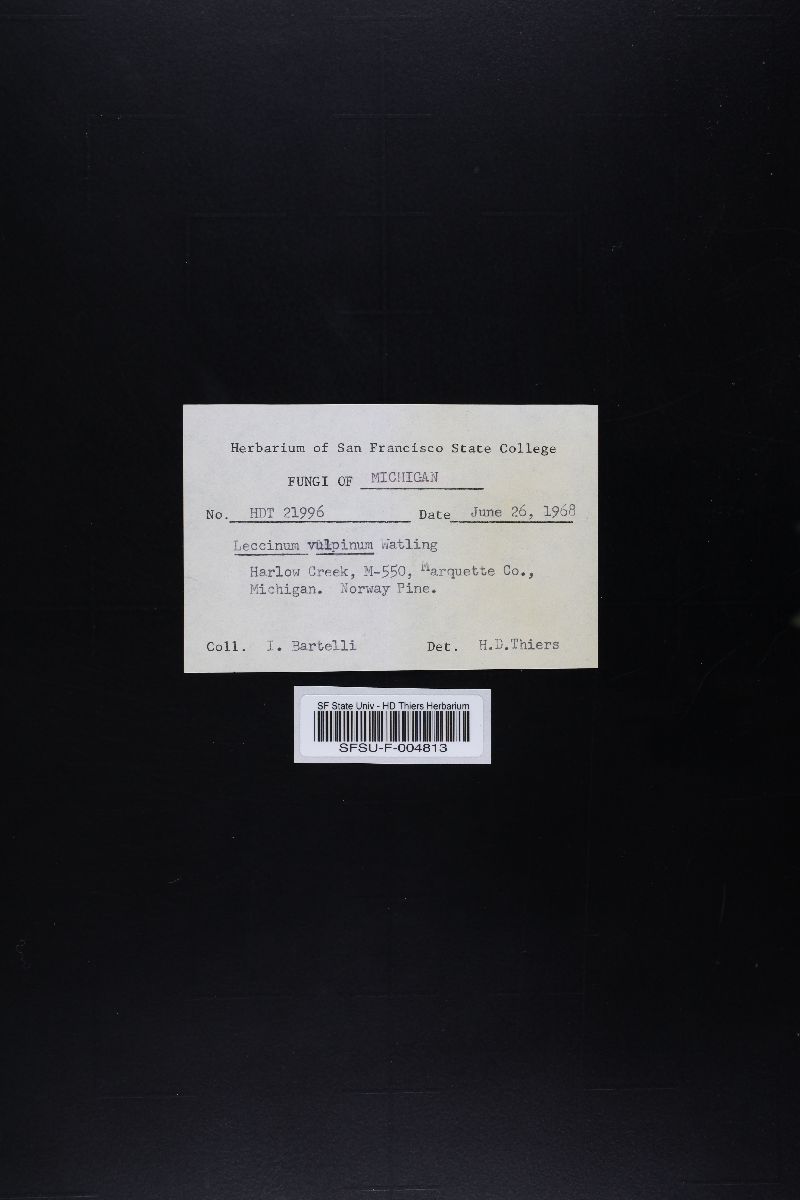 Herbarium of San Francisco State College
FUNGI OF MICHIGAN
No. HDT 21996 Date June 26, 1968
Leccinum vulpinum Watling
Harlow Creek, M-550, Marquette Co.,
Michigan. Norway Pine.
Coll. I. Bartelli Det. H.D.Thiers
SF State Univ - HD Thiers Herbarium
SFSU-F-004813